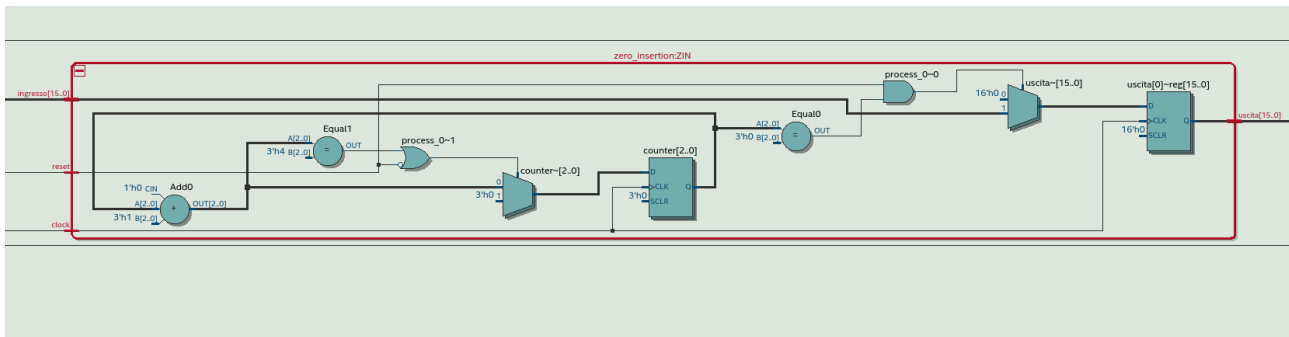 zero_insertion:ZIN
ingresso[15..0]
reset
clock
1'h0 CIN
A[2..0]
3'h1 B[2..0]
Add0
+
OUT[2..0]
Equal1
A[2..0]
3'h4 B[2..0]
=
OUT
process_0~1
counter~[2..0]
0
3'h0 1
counter[2..0]
D
CLK
3'h0
SCLR
Q
Equal0
A[2..0]
3'h0 B[2..0]
=
OUT
process_0~0
uscita~[15..0]
16'h0 0
1
uscita[0]~reg[15..0]
D
CLK
16'h0
SCLR
Q
uscita[15..0]